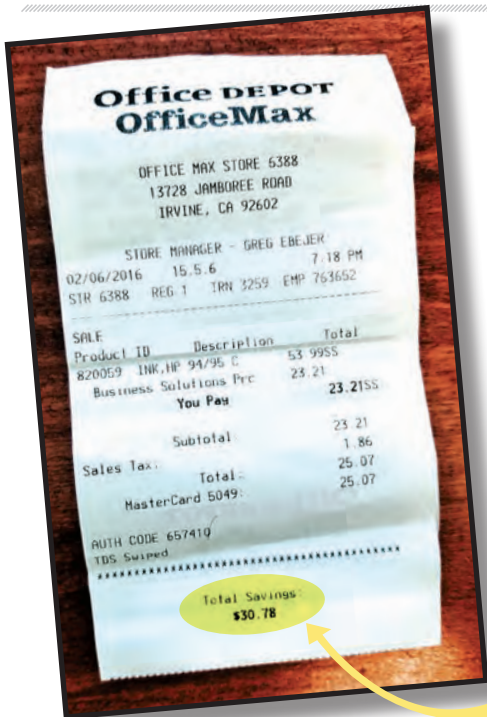 Office DEPOT
OfficeMax
OFFICE MAX STORE 6388
13728 JAMBOREE ROAD
IRVINE, CA 92602
STORE MANAGER - GREG EBEJER
02/06/2016 15.5.6 7:18 PM
STR 6388 REG 1 TRN 3259 EMP 763652
SALE
Product ID Description Total
820059 INK,HP 94/95 C 53.99SS
Business Solutions Prc 23.21
You Pay 23.21SS
Subtotal 23.21
Sales Tax: 1.86
Total: 25.07
MasterCard 5049: 25.07
AUTH CODE 657410
TDS Swiped
****************************************
Total Savings:
$30.78